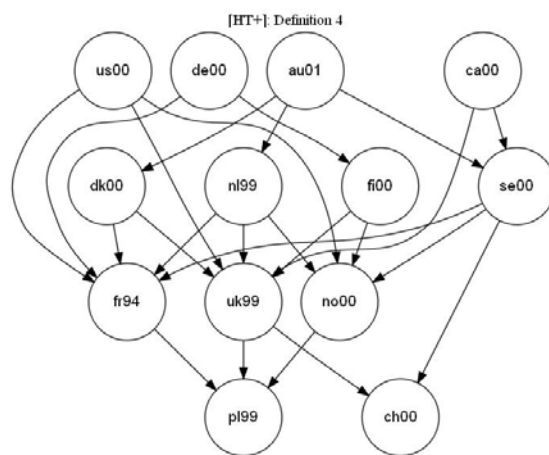 [HT+]: Definition 4
us00 de00 au01 ca00
dk00 nl99 fi00 se00
fr94 uk99 no00
pl99 ch00